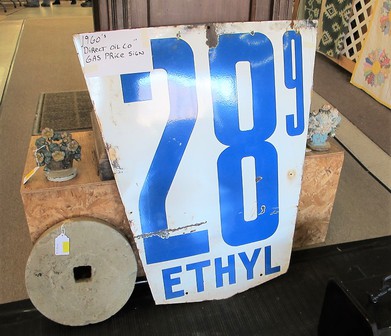 1960's
"Direct Oil Co"
Gas Price Sign
28 9
ETHYL